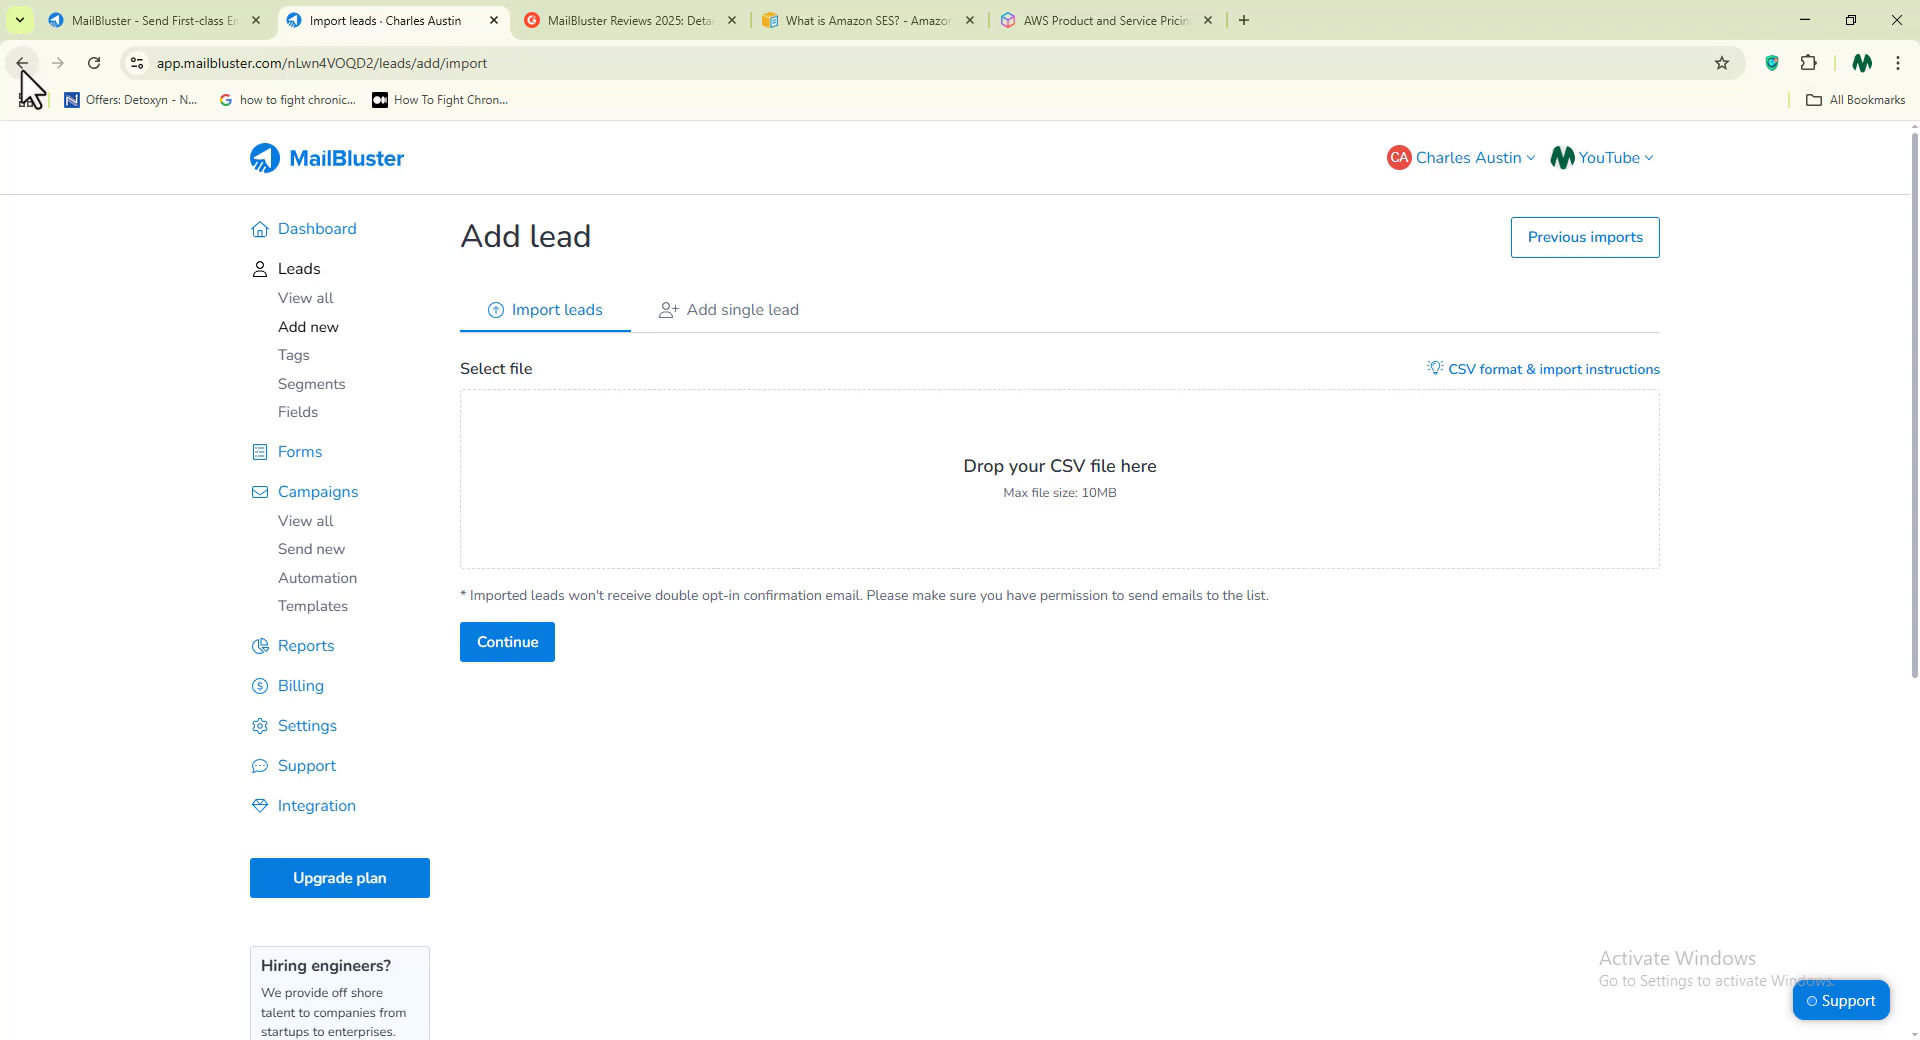 MailBluster - Send First-class Er
Import leads · Charles Austin
MailBluster Reviews 2025: Deta
What is Amazon SES? - Amazor
AWS Product and Service Pricin
app.mailbluster.com/nLwn4VOQD2/leads/add/import
Offers: Detoxyn - N...
how to fight chronic...
How To Fight Chron...
All Bookmarks
MailBluster
CA Charles Austin
YouTube
Dashboard
Leads
View all
Add new
Tags
Segments
Fields
Forms
Campaigns
View all
Send new
Automation
Templates
Reports
Billing
Settings
Support
Integration
Upgrade plan
Hiring engineers?
We provide off shore
talent to companies from
startups to enterprises.
Add lead
Previous imports
Import leads
Add single lead
Select file
CSV format & import instructions
Drop your CSV file here
Max file size: 10MB
* Imported leads won't receive double opt-in confirmation email. Please make sure you have permission to send emails to the list.
Continue
Activate Windows
Go to Settings to activate Windows.
Support